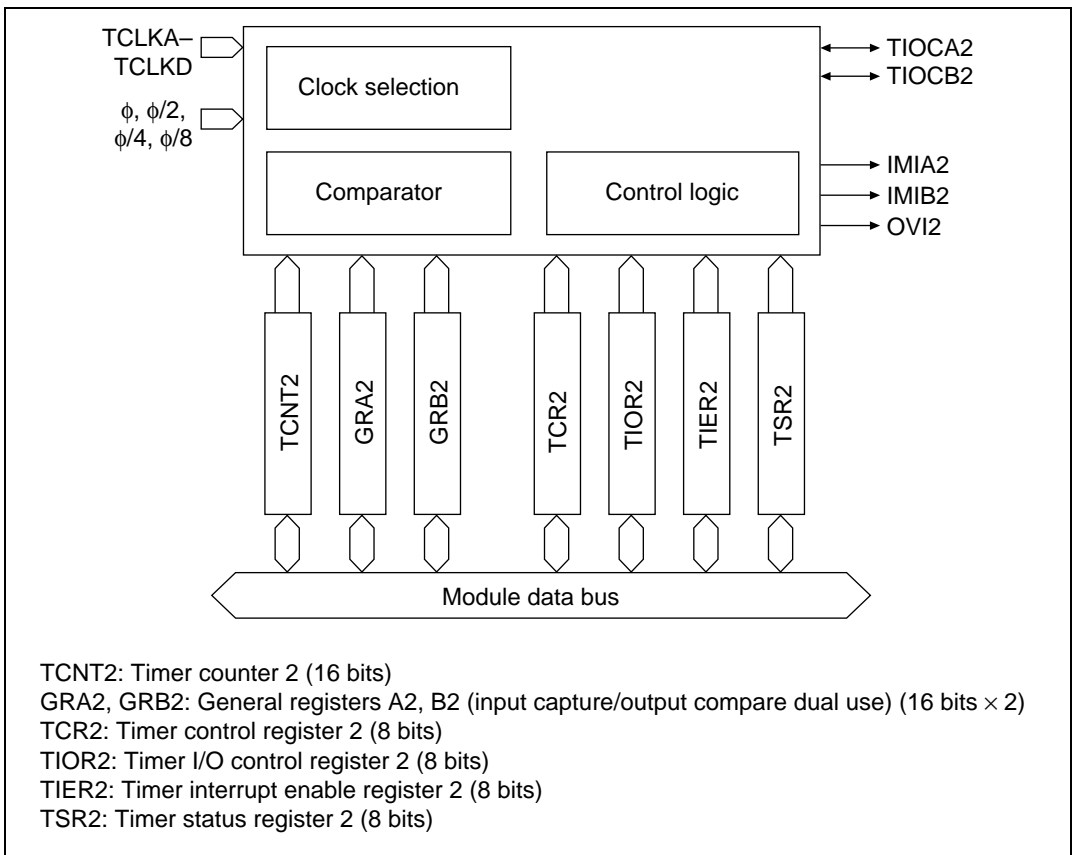 TCLKA–
TCLKD
ϕ, ϕ/2,
ϕ/4, ϕ/8
Clock selection
Comparator
Control logic
TIOCA2
TIOCB2
IMIA2
IMIB2
OVI2
TCNT2
GRA2
GRB2
TCR2
TIOR2
TIER2
TSR2
Module data bus
TCNT2: Timer counter 2 (16 bits)
GRA2, GRB2: General registers A2, B2 (input capture/output compare dual use) (16 bits × 2)
TCR2: Timer control register 2 (8 bits)
TIOR2: Timer I/O control register 2 (8 bits)
TIER2: Timer interrupt enable register 2 (8 bits)
TSR2: Timer status register 2 (8 bits)